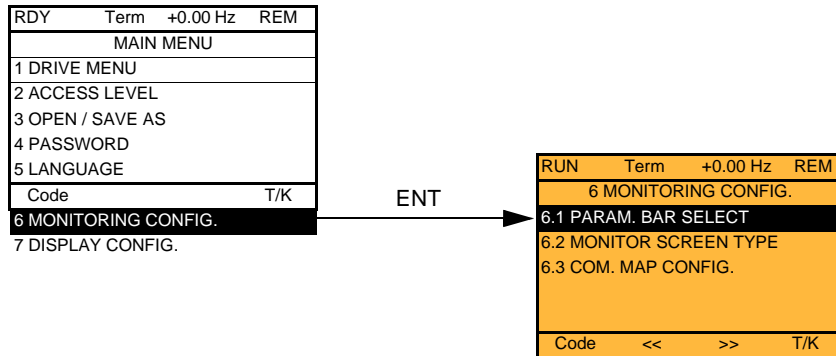 RDY Term +0.00 Hz REM
MAIN MENU
1 DRIVE MENU
2 ACCESS LEVEL
3 OPEN / SAVE AS
4 PASSWORD
5 LANGUAGE
Code T/K
6 MONITORING CONFIG.
7 DISPLAY CONFIG.
ENT
RUN Term +0.00 Hz REM
6 MONITORING CONFIG.
6.1 PARAM. BAR SELECT
6.2 MONITOR SCREEN TYPE
6.3 COM. MAP CONFIG.
Code << >> T/K